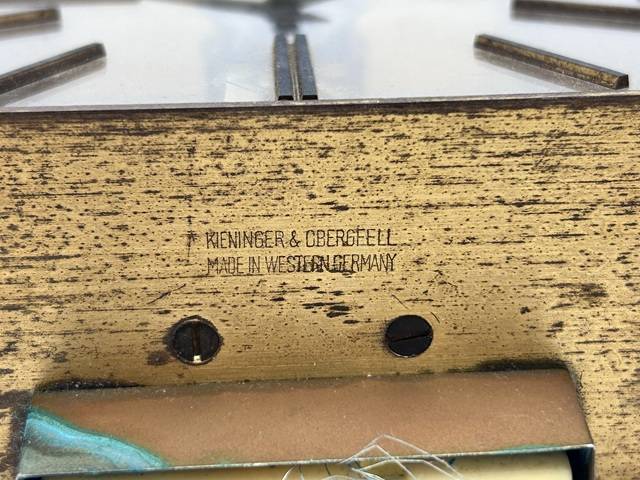 KIENINGER & OBERGFELL
MADE IN WESTERN GERMANY